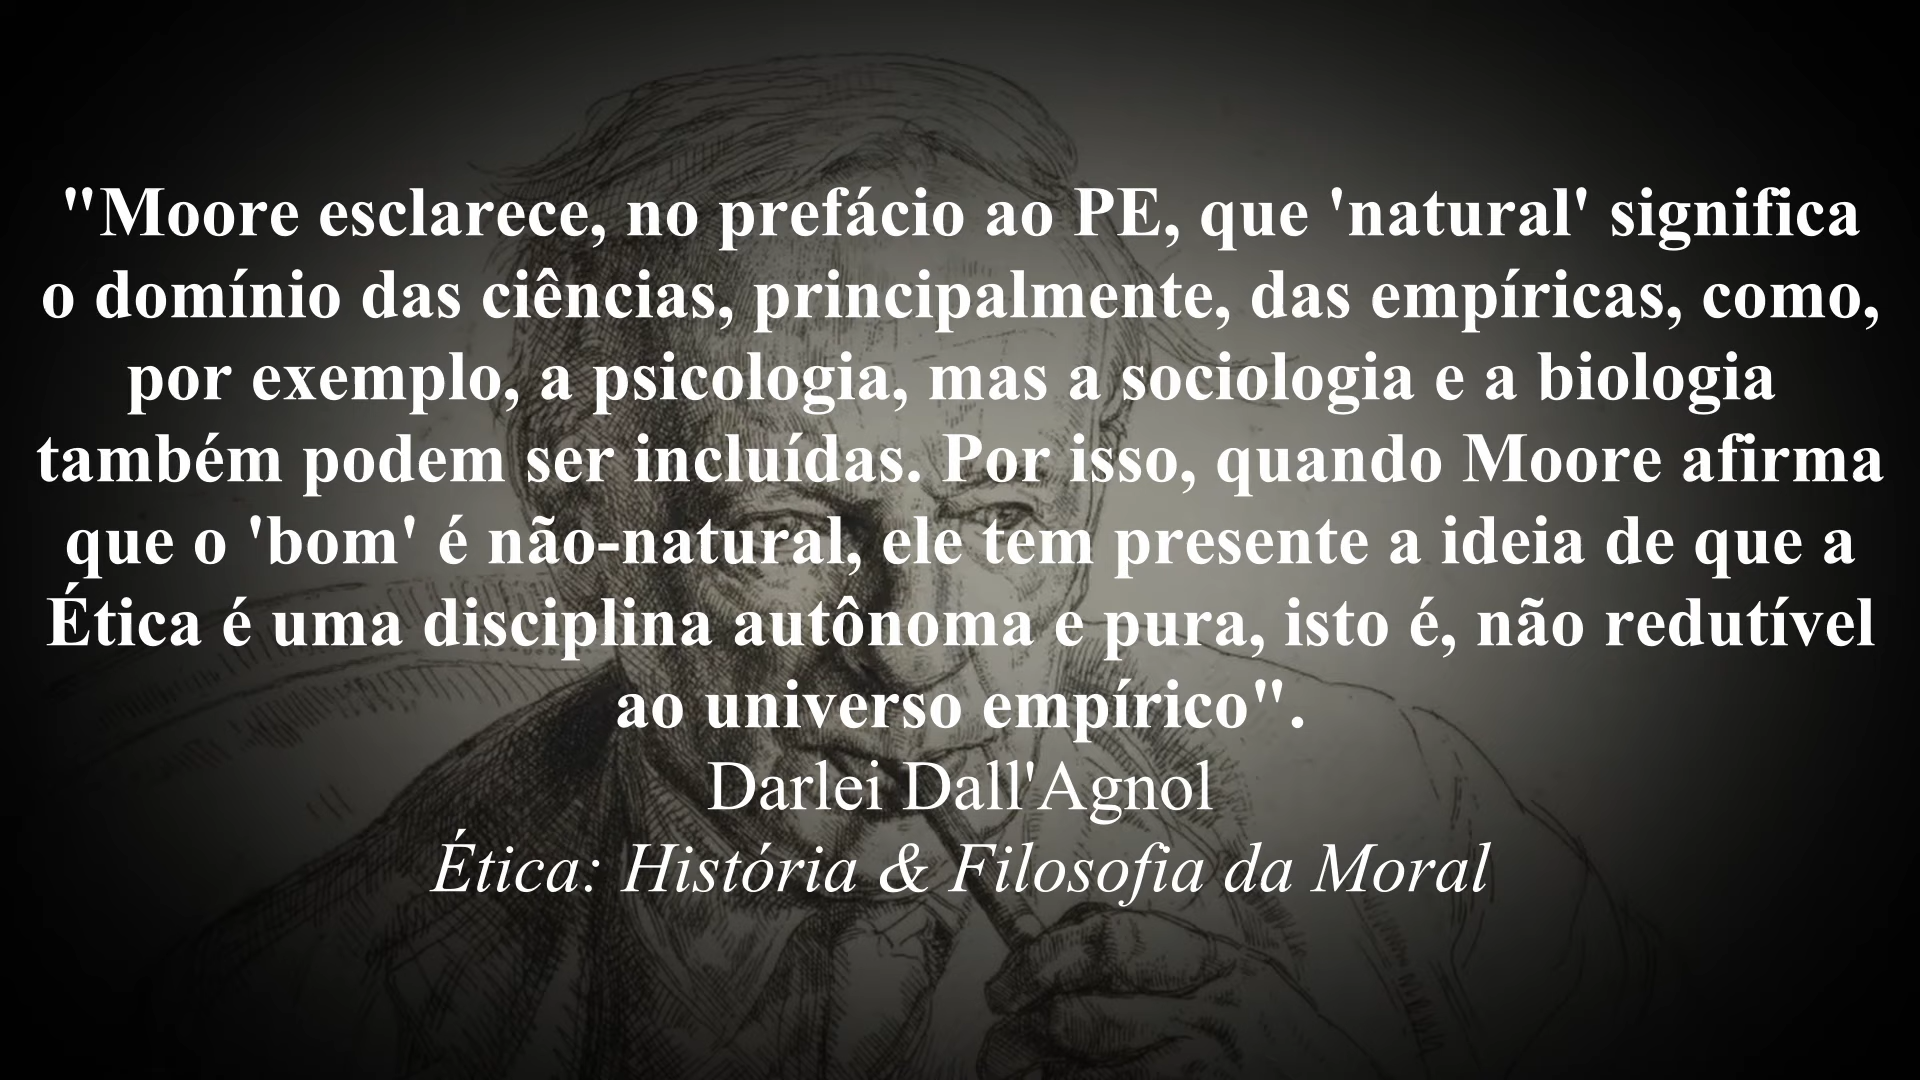 "Moore esclarece, no prefácio ao PE, que 'natural' significa
o domínio das ciências, principalmente, das empíricas, como,
por exemplo, a psicologia, mas a sociologia e a biologia
também podem ser incluídas. Por isso, quando Moore afirma
que o 'bom' é não-natural, ele tem presente a ideia de que a
Ética é uma disciplina autônoma e pura, isto é, não redutível
ao universo empírico".
Darlei Dall'Agnol
Ética: História & Filosofia da Moral